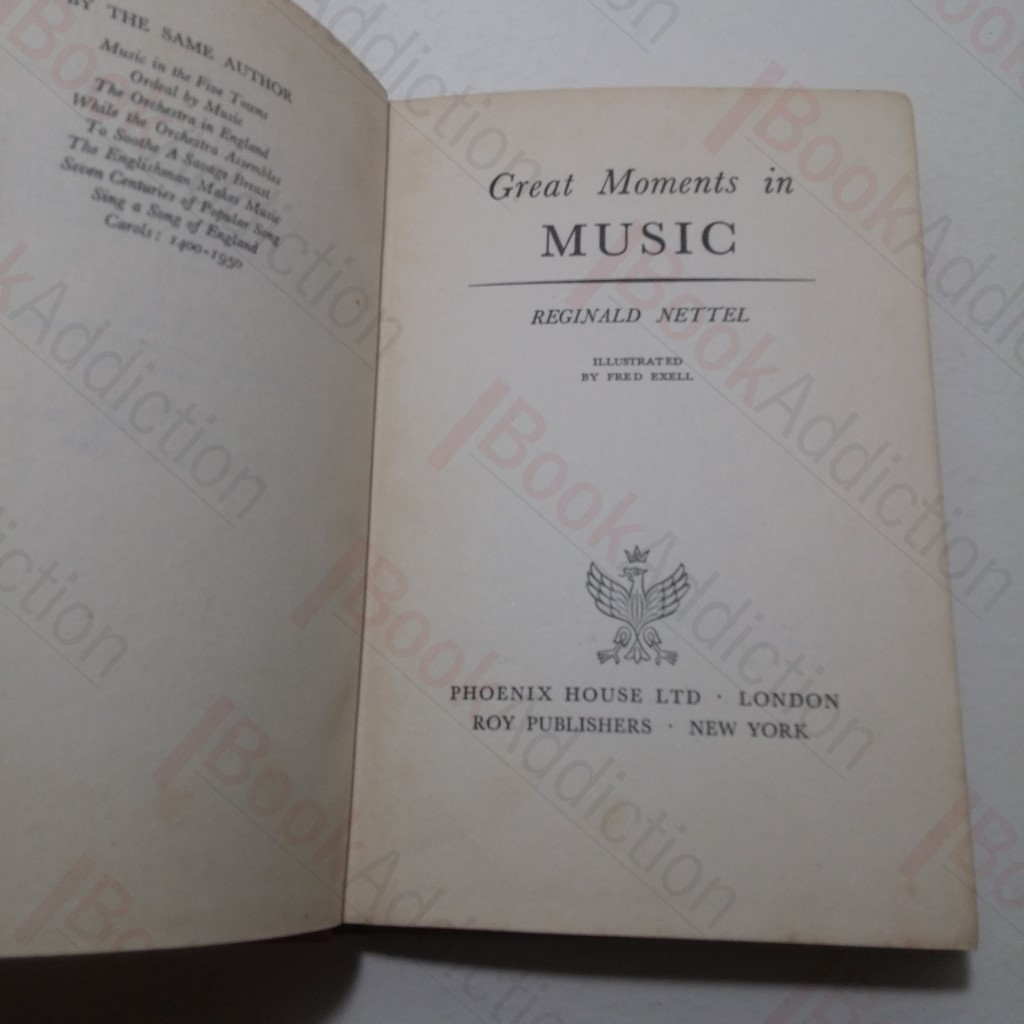 BY THE SAME AUTHOR
Music in the Five Towns
Ordeal by Music
The Orchestra in England
While the Orchestra Assembles
To Soothe A Savage Breast
The Englishman Makes Music
Seven Centuries of Popular Song
Sing a Song of England
Carols: 1400-1950
Great Moments in
MUSIC
REGINALD NETTEL
ILLUSTRATED
BY FRED EXELL
PHOENIX HOUSE LTD · LONDON
ROY PUBLISHERS · NEW YORK
BookAddiction